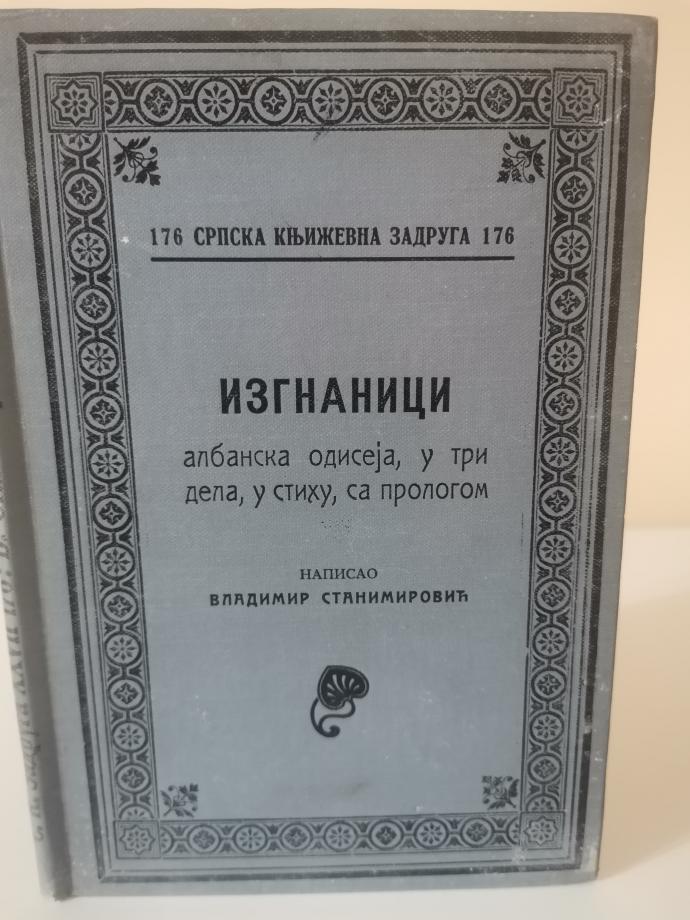 176 СРПСКА КЊИЖЕВНА ЗАДРУГА 176
ИЗГНАНИЦИ
албанска одисеја, у три
дела, у стиху, са прологом
НАПИСАО
ВЛАДИМИР СТАНИМИРОВИЋ